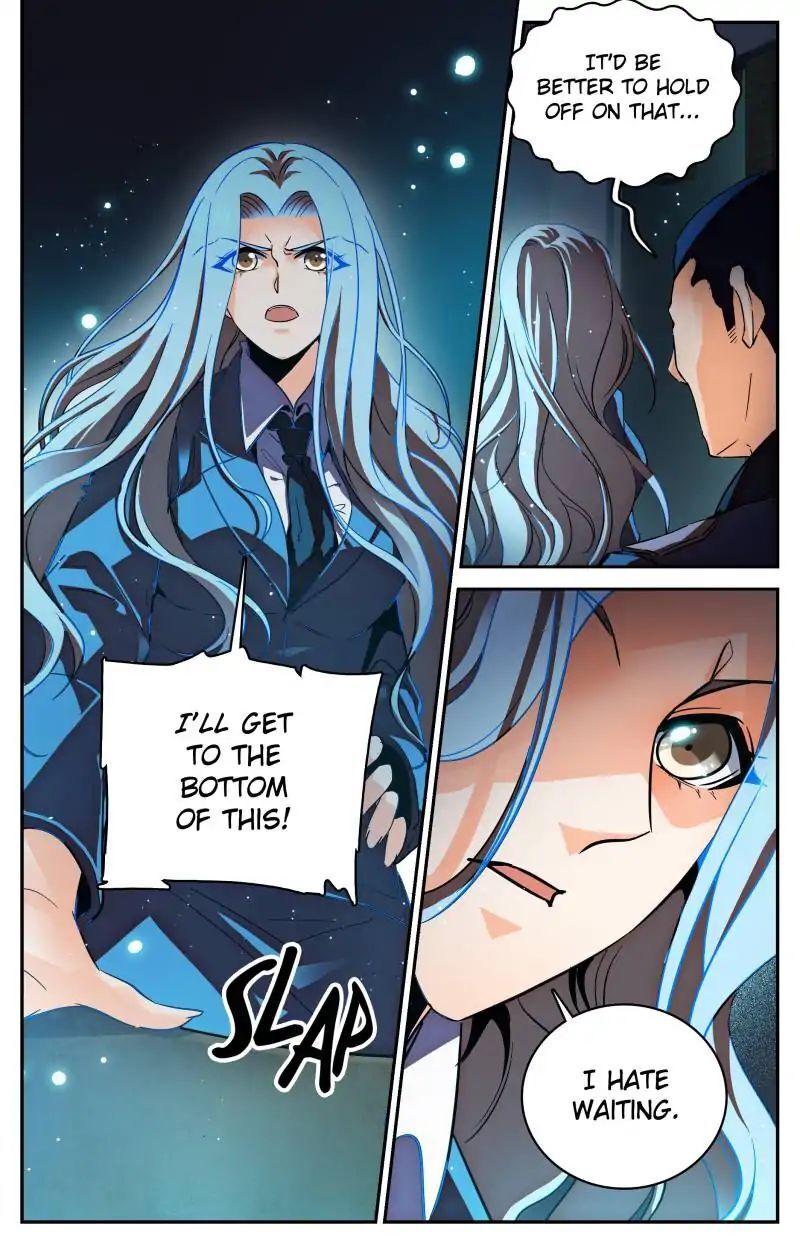 I'LL GET
TO THE
BOTTOM
OF THIS!
SLAP
IT'D BE
BETTER TO HOLD
OFF ON THAT...
I HATE
WAITING.